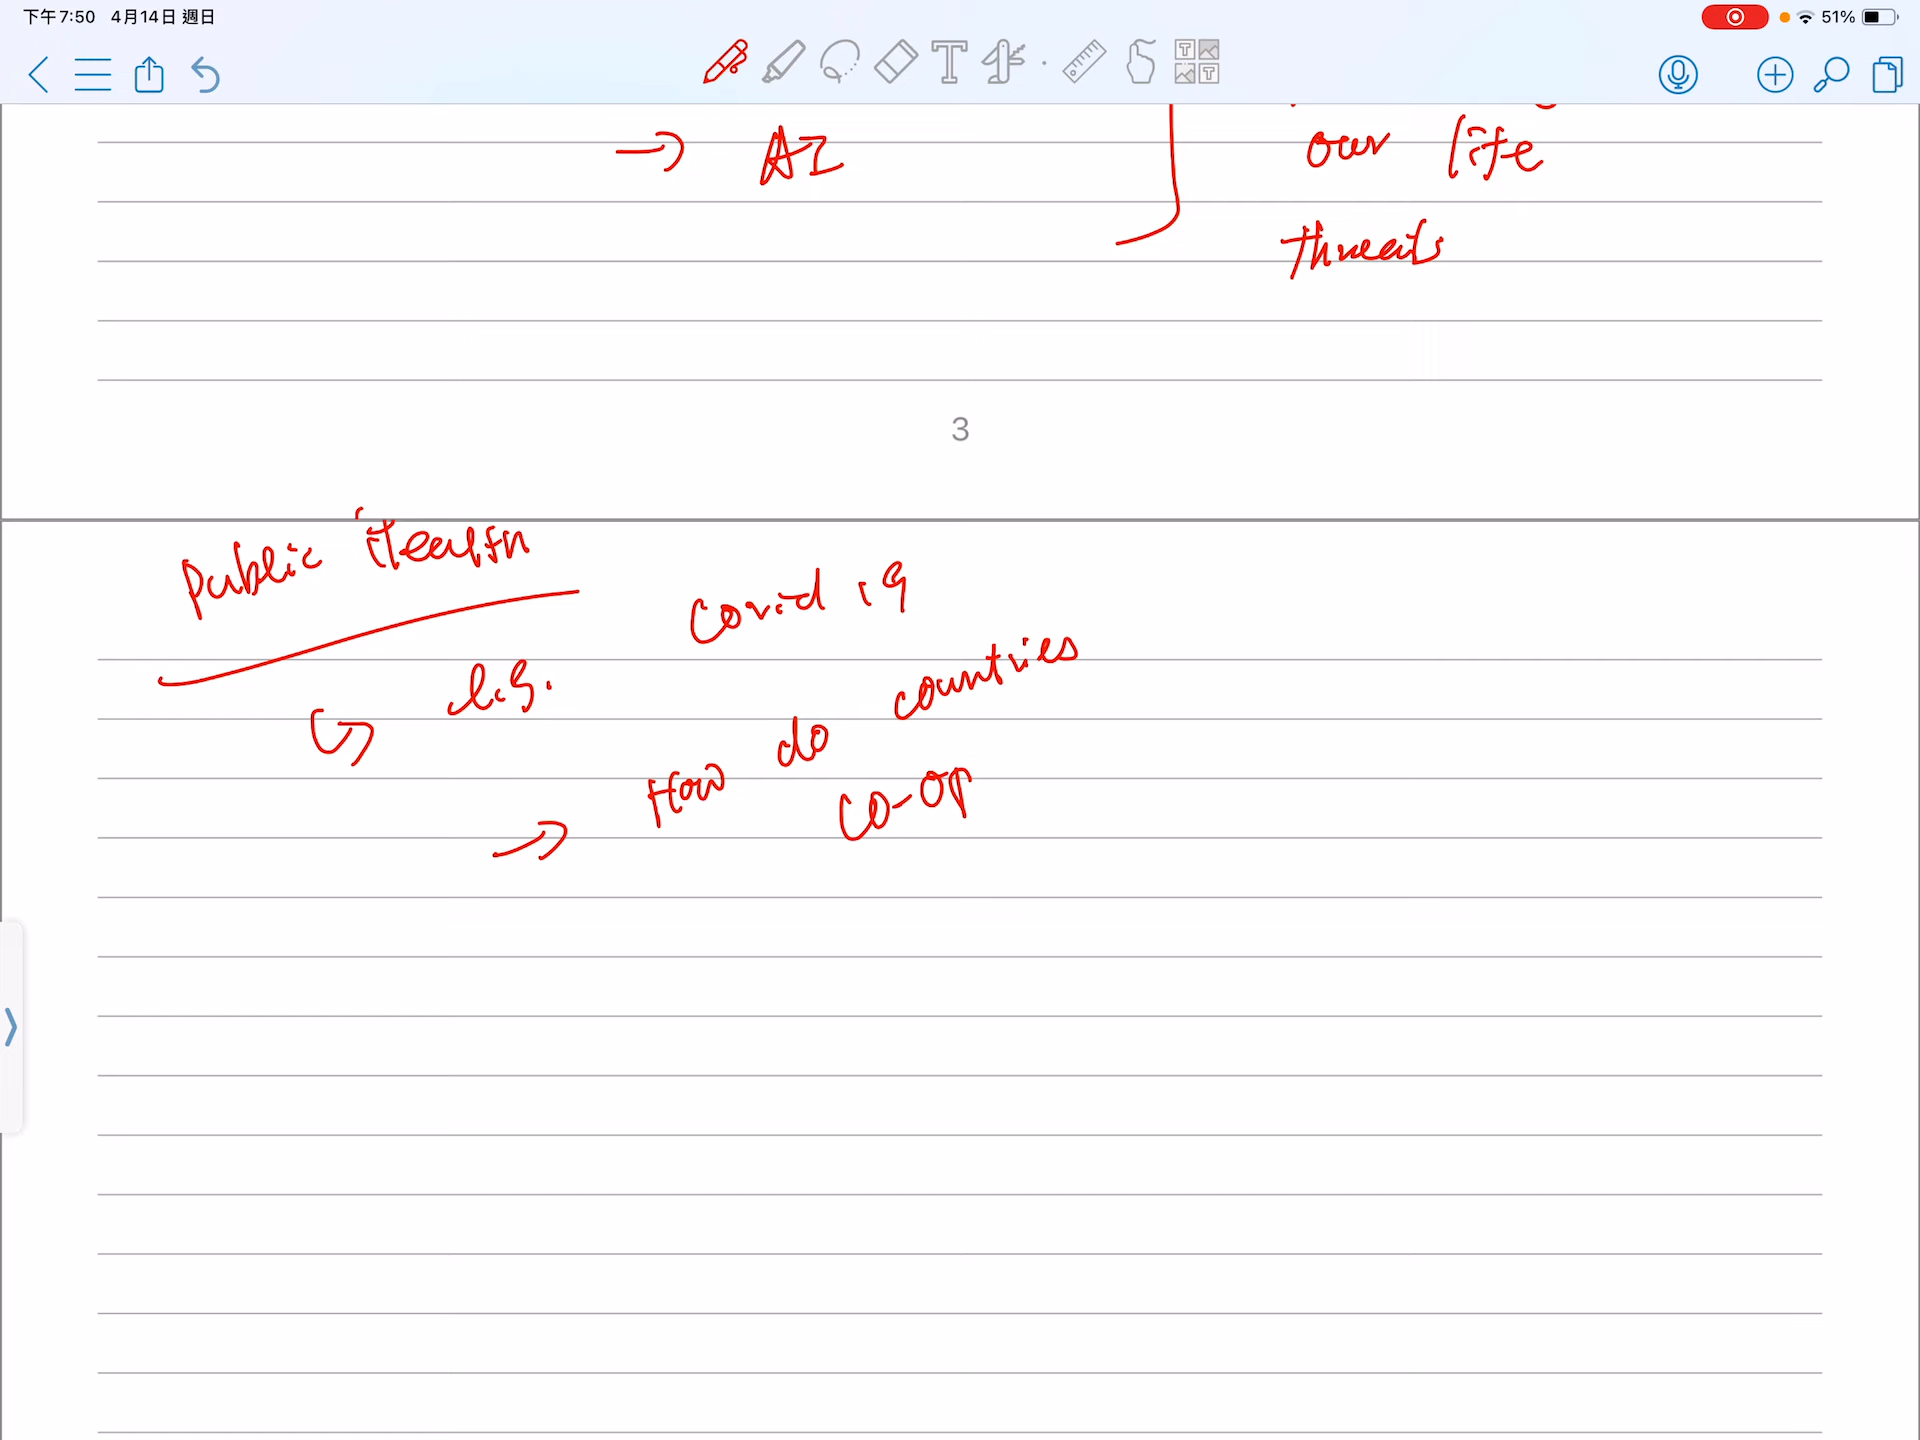 下午7:50 4月14日 週日
51%
→ AI
our life
threats
3
Public Health
e.g. Covid 19
→ How do countries
co-op